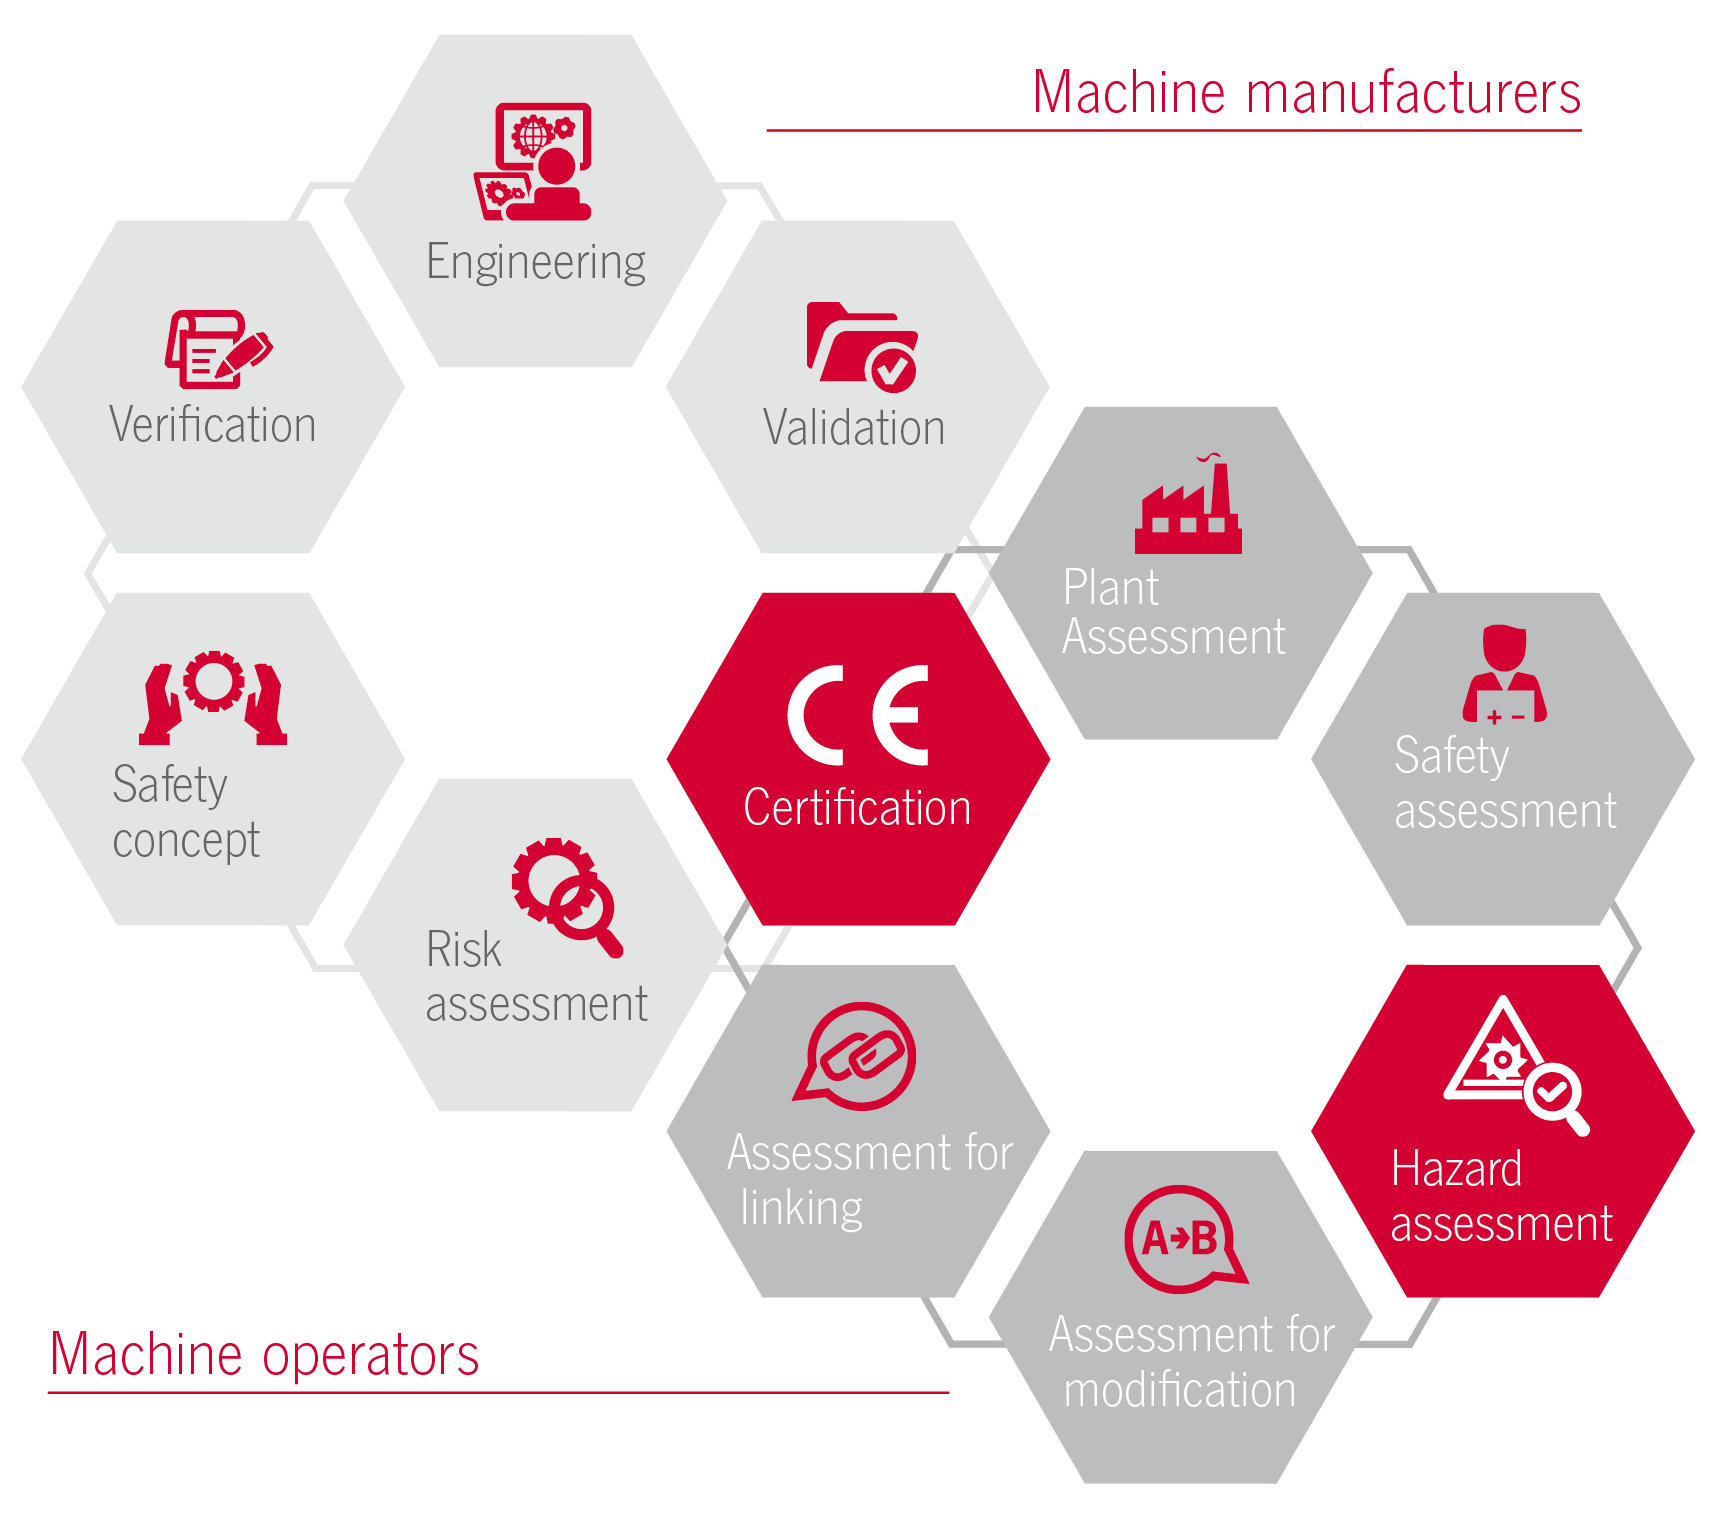 Machine manufacturers
Engineering
Verification
Validation
Plant
Assessment
Safety
concept
CE
Certification
Safety
assessment
Risk
assessment
Assessment for
linking
Hazard
assessment
A→B
Assessment for
modification
Machine operators